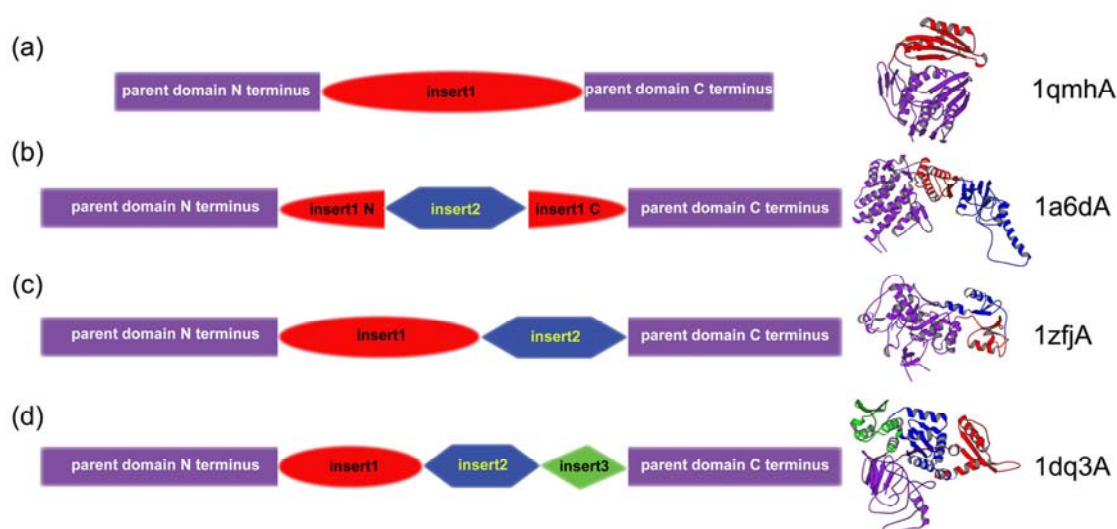 (a)
parent domain N terminus insert1 parent domain C terminus 1qmhA
(b)
parent domain N terminus insert1 N insert2 insert1 C parent domain C terminus 1a6dA
(c)
parent domain N terminus insert1 insert2 parent domain C terminus 1zfjA
(d)
parent domain N terminus insert1 insert2 insert3 parent domain C terminus 1dq3A